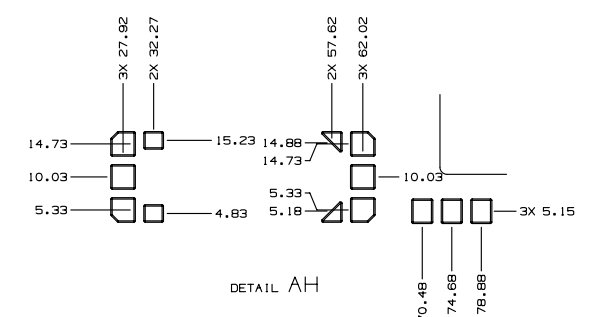 3X 27.92
2X 32.27
2X 57.62
3X 62.02
14.73
15.23
14.88
14.73
10.03
10.03
5.33
5.33
4.83
5.18
3X 5.15
74.68
78.88
DETAIL AH